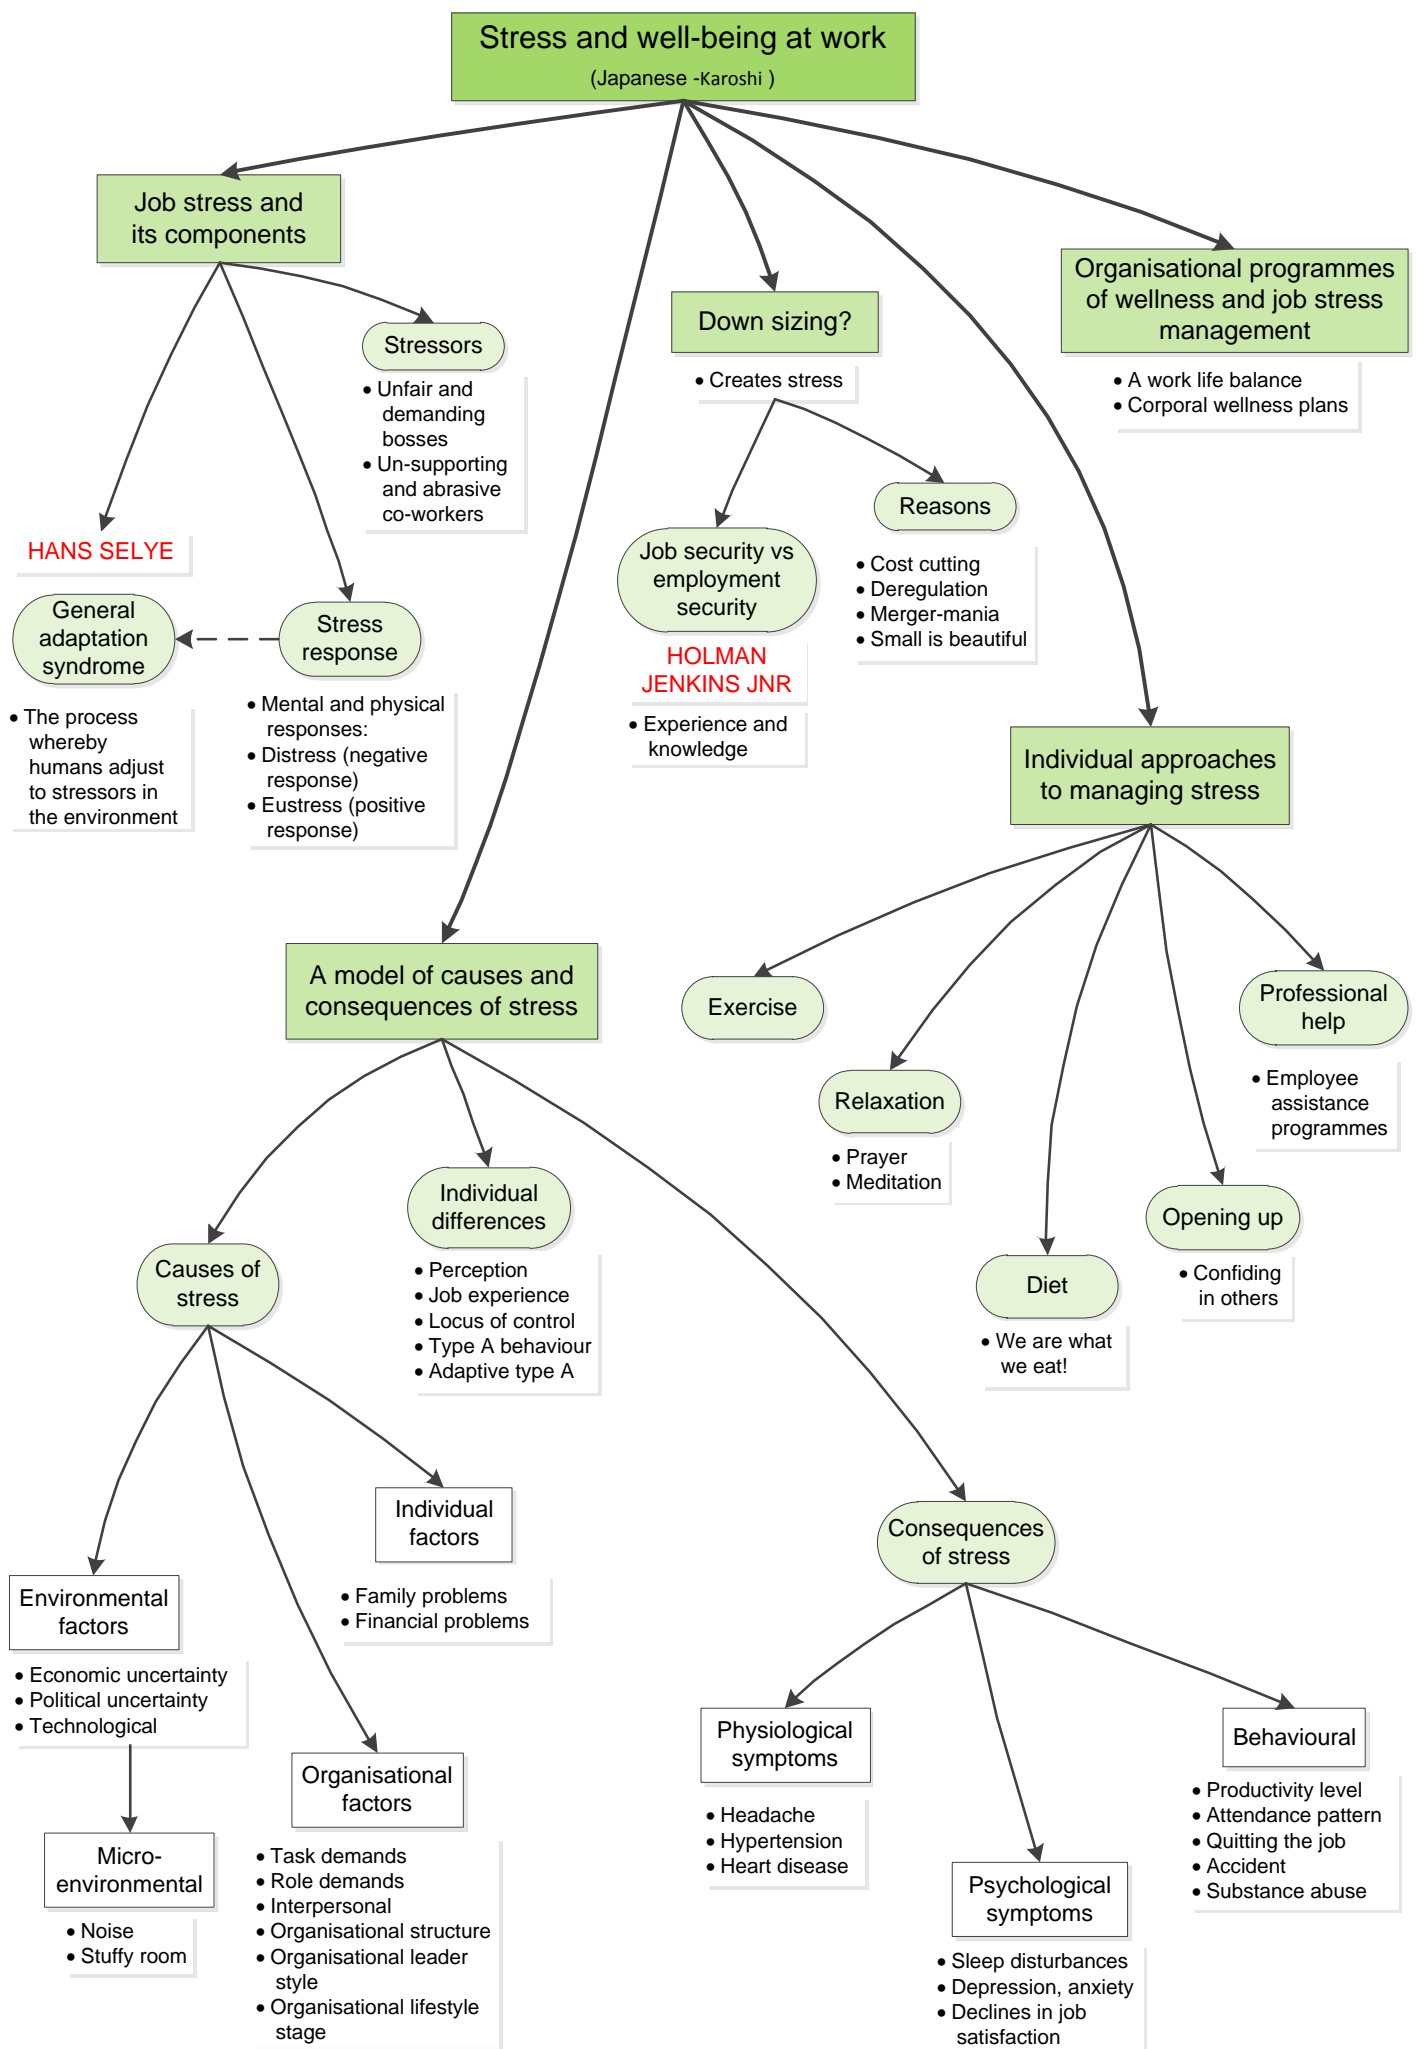 Stress and well-being at work
(Japanese -Karoshi )
Job stress and
its components
Stressors
• Unfair and
demanding
bosses
• Un-supporting
and abrasive
co-workers
HANS SELYE
General
adaptation
syndrome
• The process
whereby
humans adjust
to stressors in
the environment
Stress
response
• Mental and physical
responses:
• Distress (negative
response)
• Eustress (positive
response)
Down sizing?
• Creates stress
Job security vs
employment
security
HOLMAN
JENKINS JNR
• Experience and
knowledge
Reasons
• Cost cutting
• Deregulation
• Merger-mania
• Small is beautiful
Organisational programmes
of wellness and job stress
management
• A work life balance
• Corporal wellness plans
Individual approaches
to managing stress
Exercise
Relaxation
• Prayer
• Meditation
Diet
• We are what
we eat!
Opening up
• Confiding
in others
Professional
help
• Employee
assistance
programmes
A model of causes and
consequences of stress
Causes of
stress
Individual
differences
• Perception
• Job experience
• Locus of control
• Type A behaviour
• Adaptive type A
Environmental
factors
• Economic uncertainty
• Political uncertainty
• Technological
Micro-
environmental
• Noise
• Stuffy room
Organisational
factors
• Task demands
• Role demands
• Interpersonal
• Organisational structure
• Organisational leader
style
• Organisational lifestyle
stage
Individual
factors
• Family problems
• Financial problems
Consequences
of stress
Physiological
symptoms
• Headache
• Hypertension
• Heart disease
Psychological
symptoms
• Sleep disturbances
• Depression, anxiety
• Declines in job
satisfaction
Behavioural
• Productivity level
• Attendance pattern
• Quitting the job
• Accident
• Substance abuse